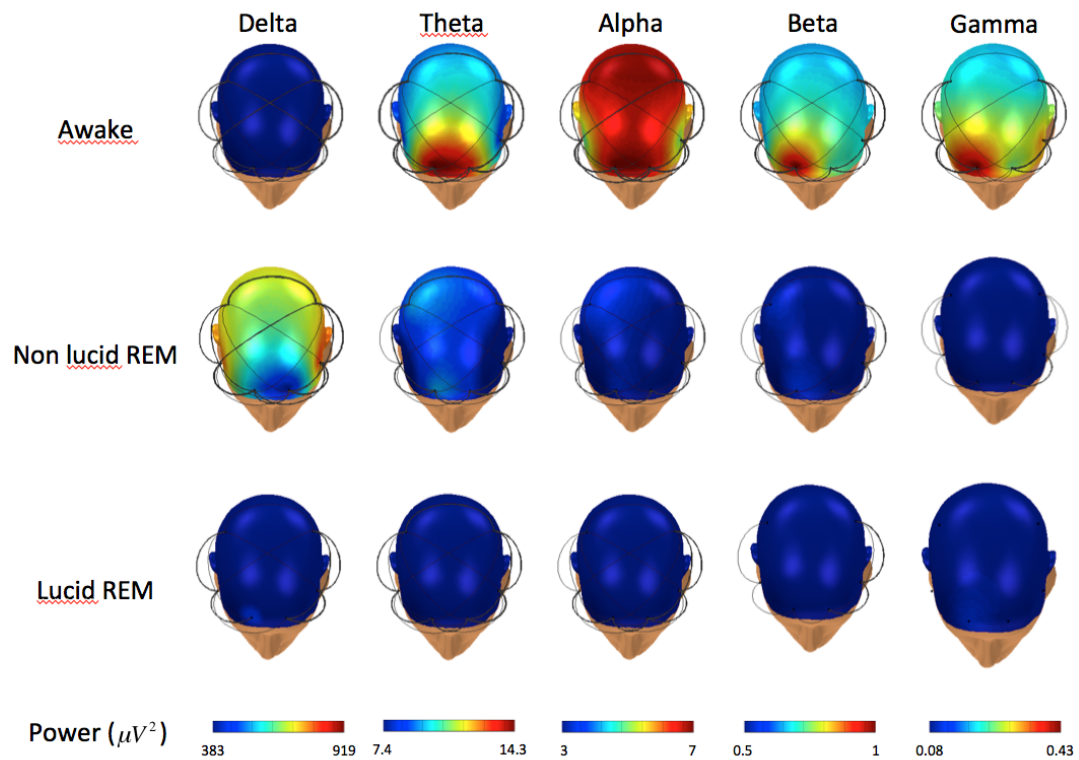 Delta Theta Alpha Beta Gamma
Awake
Non lucid REM
Lucid REM
Power (μV²)
383 919 7.4 14.3 3 7 0.5 1 0.08 0.43